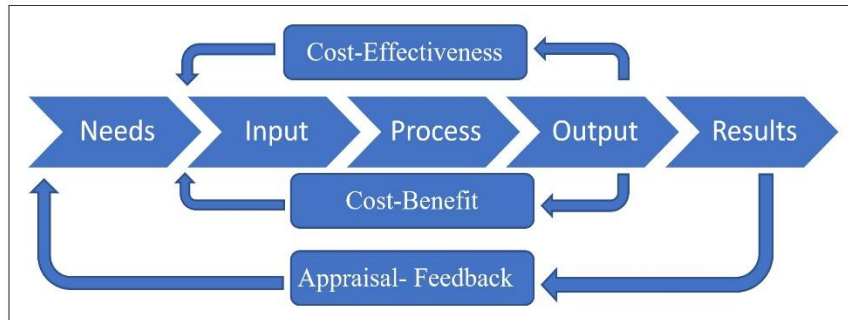 Cost-Effectiveness
Needs Input Process Output Results
Cost-Benefit
Appraisal- Feedback